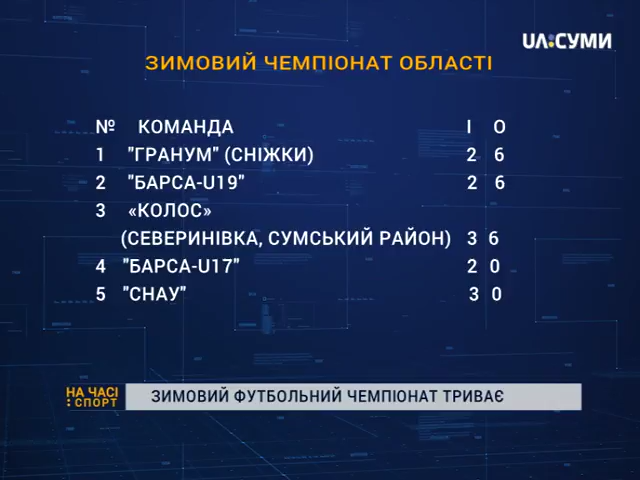 UA:СУМИ
ЗИМОВИЙ ЧЕМПІОНАТ ОБЛАСТІ
№ КОМАНДА І О
1 "ГРАНУМ" (СНІЖКИ) 2 6
2 "БАРСА-U19" 2 6
3 «КОЛОС»
(СЕВЕРИНІВКА, СУМСЬКИЙ РАЙОН) 3 6
4 "БАРСА-U17" 2 0
5 "СНАУ" 3 0
НА ЧАСІ
: СПОРТ
ЗИМОВИЙ ФУТБОЛЬНИЙ ЧЕМПІОНАТ ТРИВАЄ